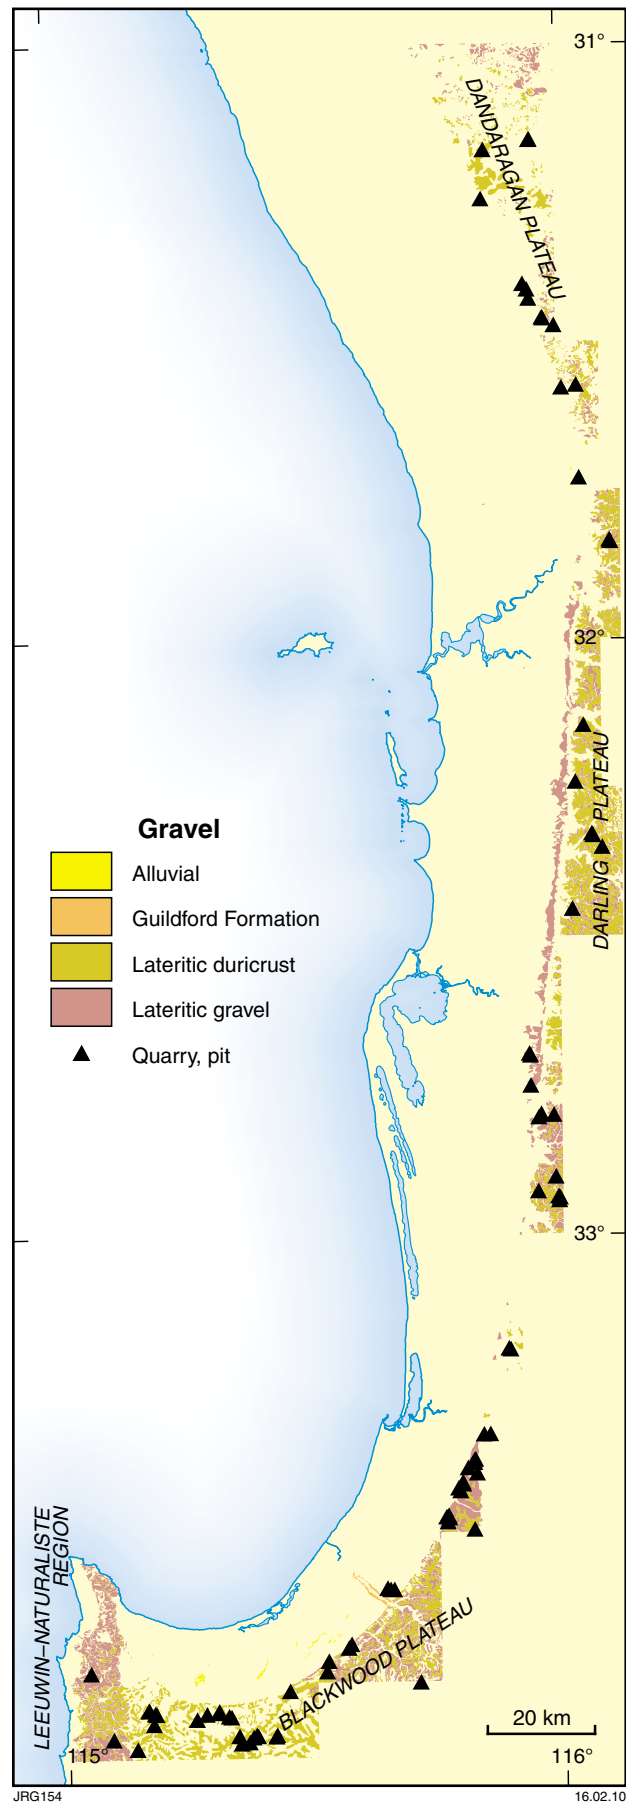 31°
DANDARAGAN PLATEAU
32°
DARLING PLATEAU
Gravel
Alluvial
Guildford Formation
Lateritic duricrust
Lateritic gravel
Quarry, pit
33°
LEEUWIN–NATURALISTE
REGION
BLACKWOOD PLATEAU
20 km
115°
116°
JRG154
16.02.10